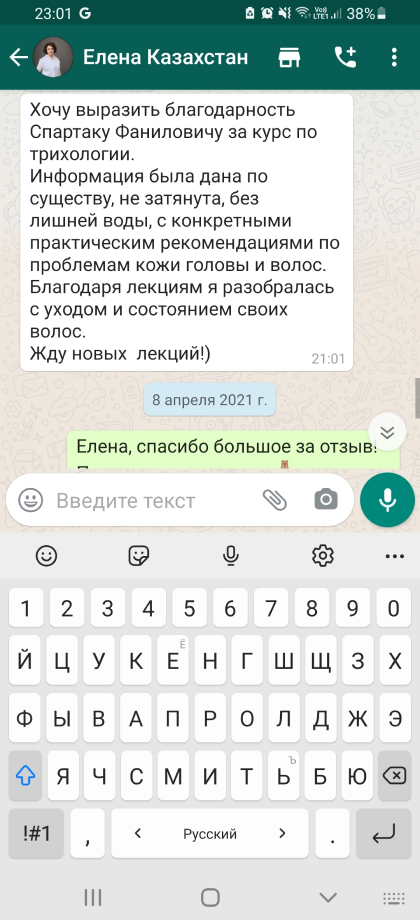 23:01 G
Vo))
LTE1
38%
Елена Казахстан
Хочу выразить благодарность
Спартаку Фаниловичу за курс по
трихологии.
Информация была дана по
существу, не затянута, без
лишней воды, с конкретными
практическим рекомендациями по
проблемам кожи головы и волос.
Благодаря лекциям я разобралась
с уходом и состоянием своих
волос.
Жду новых лекций!)
21:01
8 апреля 2021 г.
Елена, спасибо большое за отзыв!
Введите текст
1 2 3 4 5 6 7 8 9 0
Й Ц У К Е Ё Н Г Ш Щ З Х
Ф Ы В А П Р О Л Д Ж Э
Я Ч С М И Т Ь Ъ Б Ю
!#1 , < Русский > .